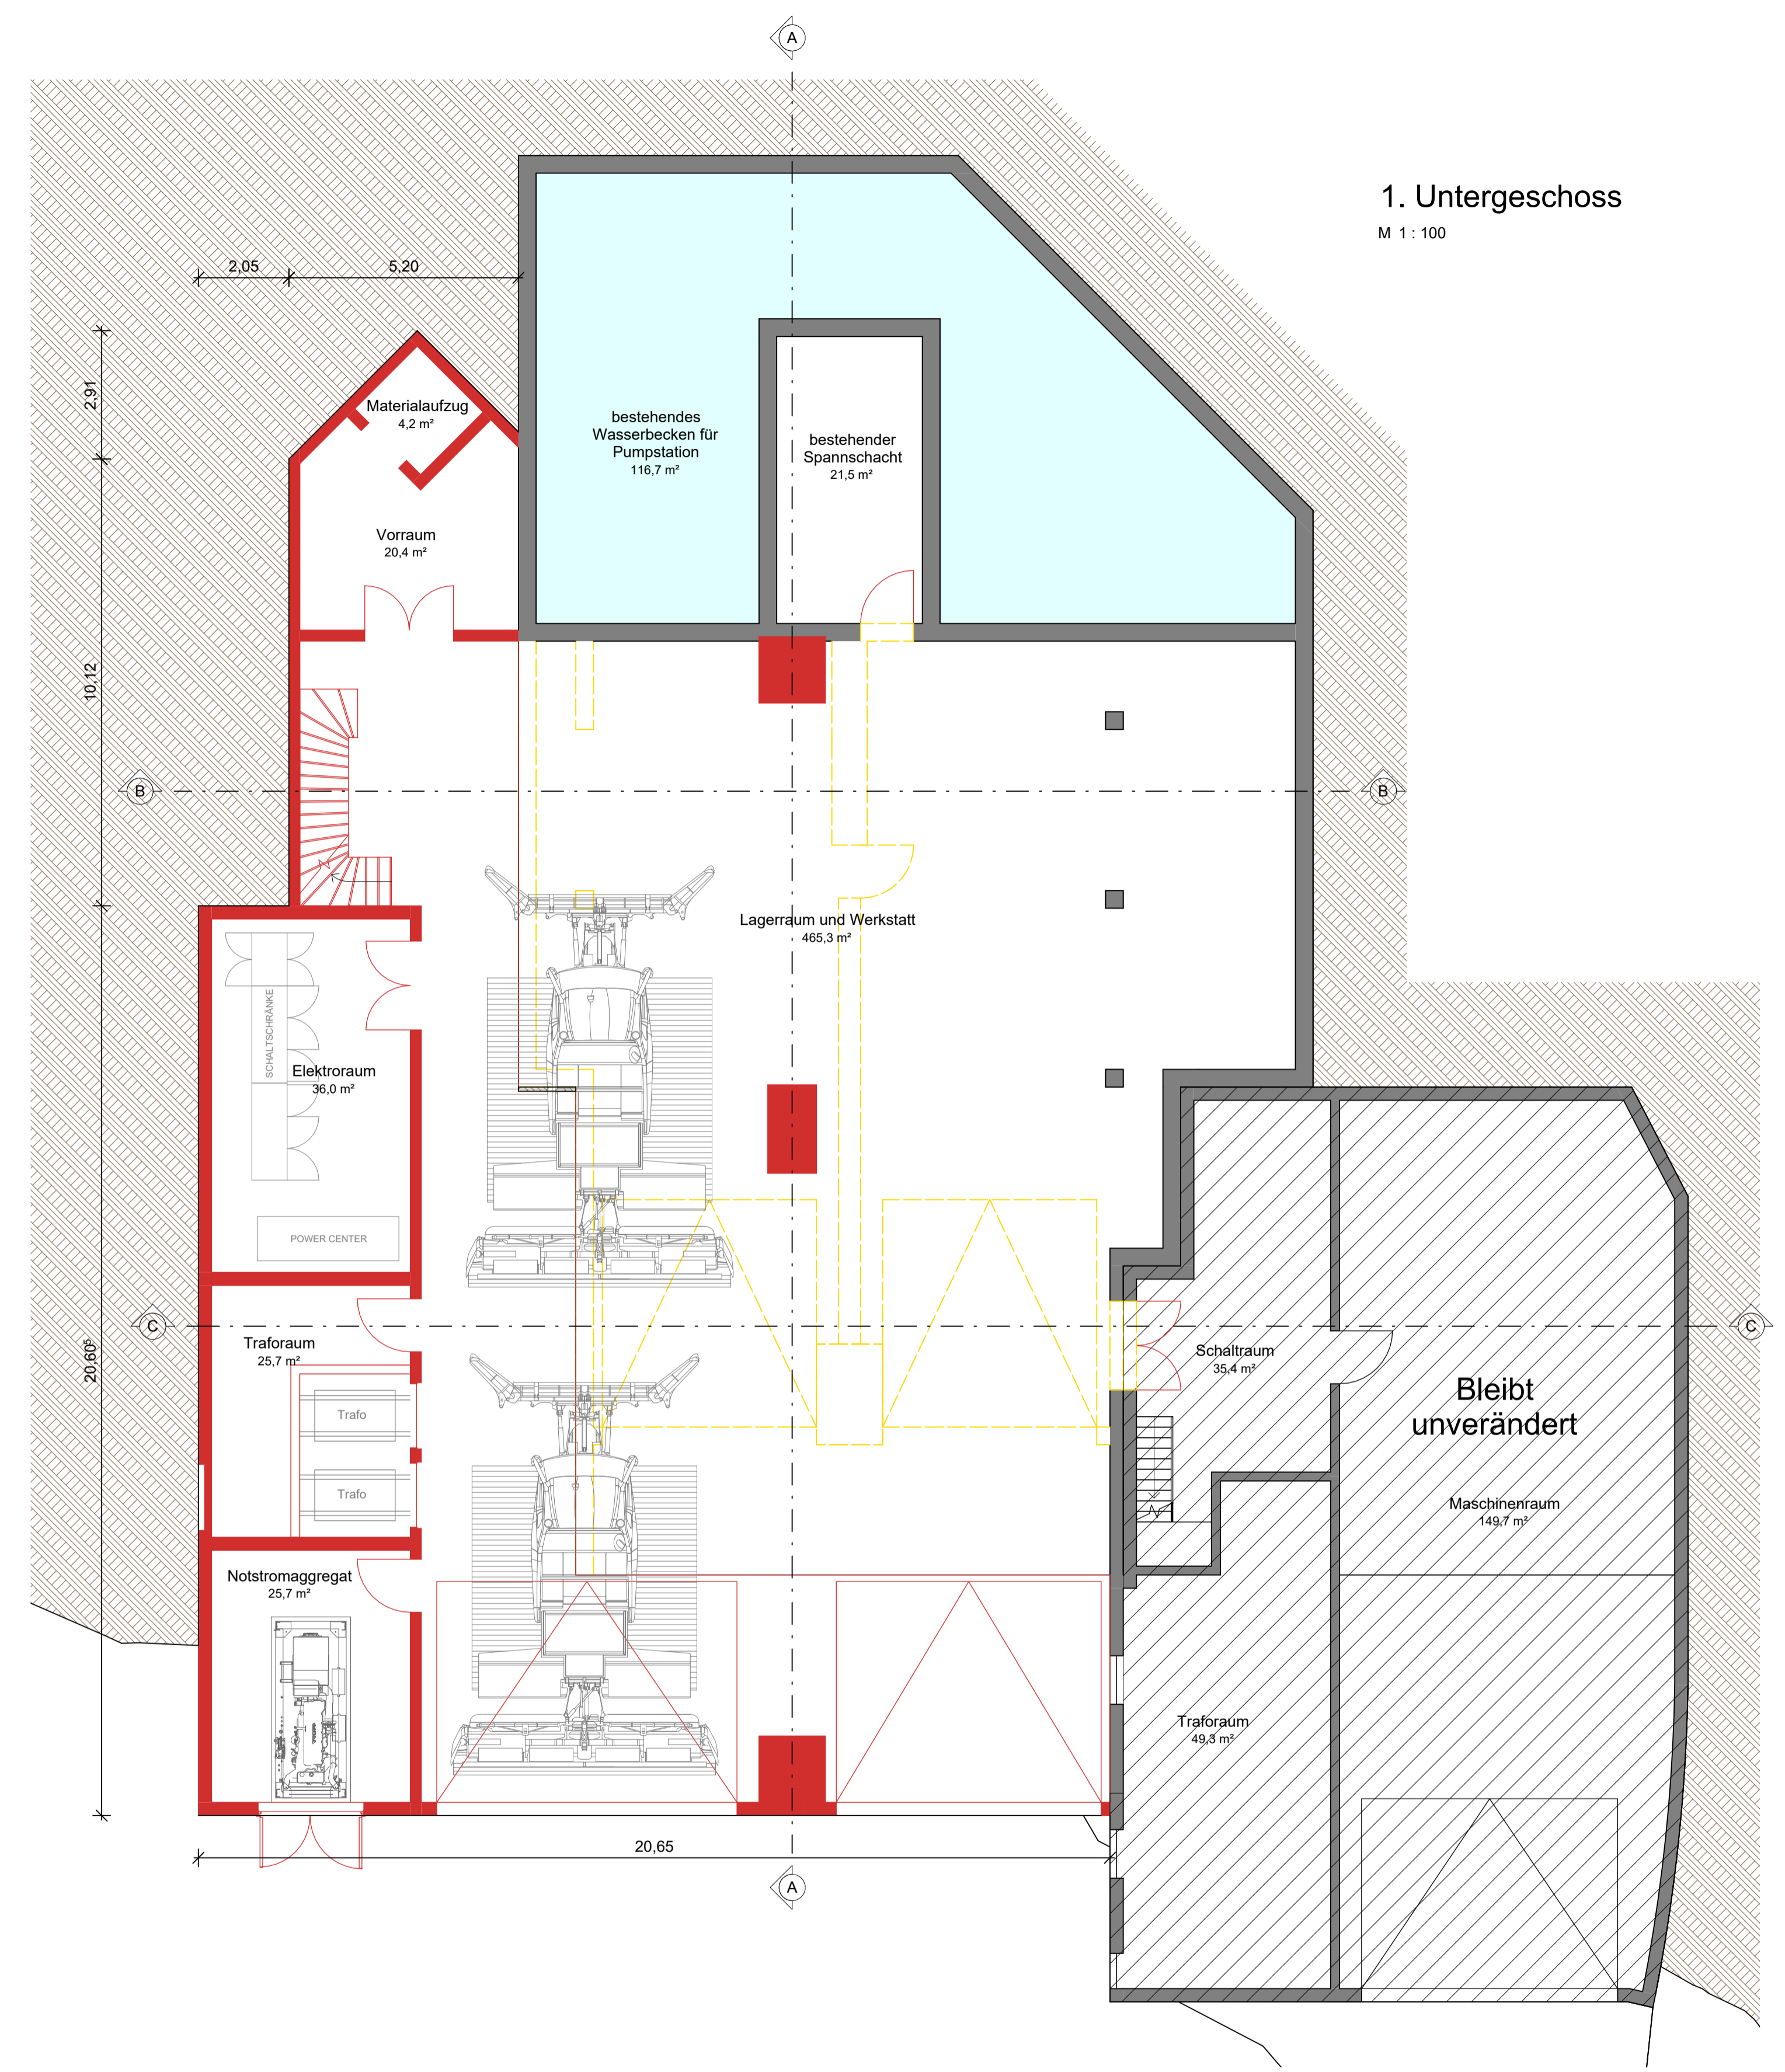 A
1. Untergeschoss
M 1 : 100
2,05
5,20
2,91
Materialaufzug
4,2 m²
bestehendes
Wasserbecken für
Pumpstation
116,7 m²
bestehender
Spannschacht
21,5 m²
Vorraum
20,4 m²
10,12
B
B
Lagerraum und Werkstatt
465,3 m²
SCHALTSCHRÄNKE
Elektroraum
36,0 m²
POWER CENTER
C
C
Traforaum
25,7 m²
20,60⁵
Schaltraum
35,4 m²
Trafo
Bleibt
unverändert
Trafo
Maschinenraum
149,7 m²
Notstromaggregat
25,7 m²
Traforaum
49,3 m²
20,65
A